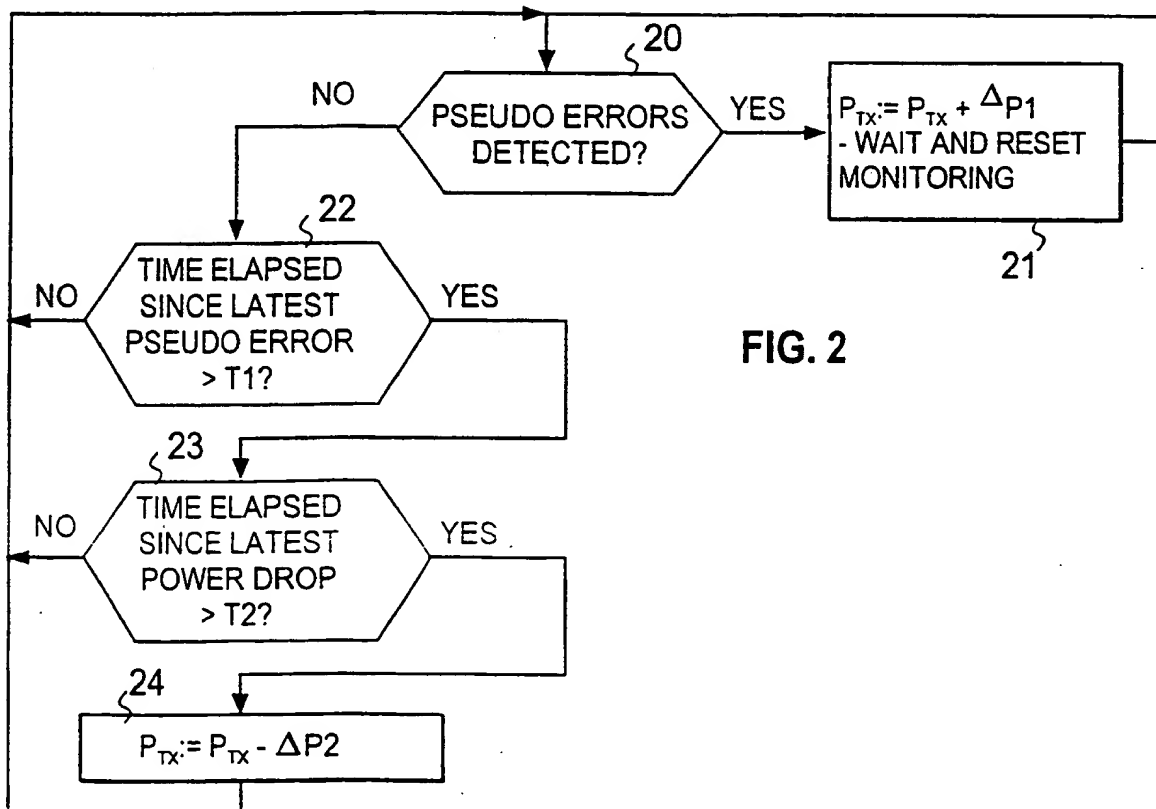 20
NO
PSEUDO ERRORS
DETECTED?
YES
P_TX:= P_TX + ΔP1
- WAIT AND RESET
MONITORING
21
22
NO
TIME ELAPSED
SINCE LATEST
PSEUDO ERROR
> T1?
YES
FIG. 2
23
NO
TIME ELAPSED
SINCE LATEST
POWER DROP
> T2?
YES
24
P_TX:= P_TX - ΔP2